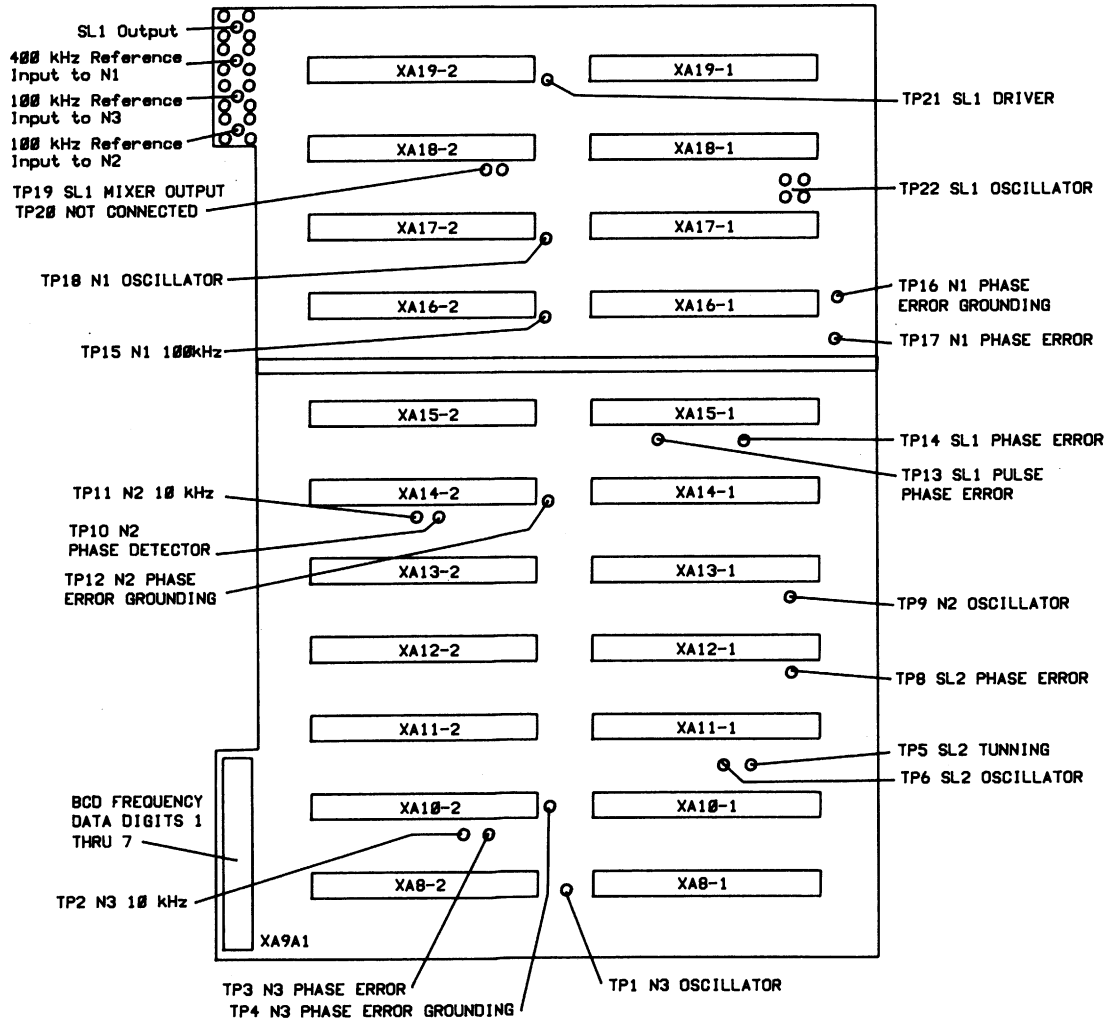 SL1 Output
400 kHz Reference
Input to N1
100 kHz Reference
Input to N3
100 kHz Reference
Input to N2
TP19 SL1 MIXER OUTPUT
TP20 NOT CONNECTED
TP18 N1 OSCILLATOR
TP15 N1 100kHz
XA19-2
XA19-1
TP21 SL1 DRIVER
XA18-2
XA18-1
TP22 SL1 OSCILLATOR
XA17-2
XA17-1
XA16-2
XA16-1
TP16 N1 PHASE
ERROR GROUNDING
TP17 N1 PHASE ERROR
XA15-2
XA15-1
TP14 SL1 PHASE ERROR
TP13 SL1 PULSE
PHASE ERROR
TP11 N2 10 kHz
XA14-2
XA14-1
TP10 N2
PHASE DETECTOR
TP12 N2 PHASE
ERROR GROUNDING
XA13-2
XA13-1
TP9 N2 OSCILLATOR
XA12-2
XA12-1
TP8 SL2 PHASE ERROR
XA11-2
XA11-1
TP5 SL2 TUNNING
TP6 SL2 OSCILLATOR
BCD FREQUENCY
DATA DIGITS 1
THRU 7
XA10-2
XA10-1
TP2 N3 10 kHz
XA8-2
XA8-1
XA9A1
TP3 N3 PHASE ERROR
TP4 N3 PHASE ERROR GROUNDING
TP1 N3 OSCILLATOR